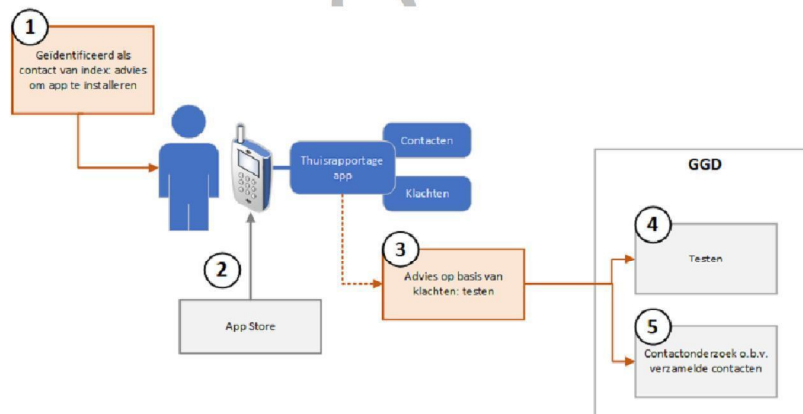 1
Geïdentificeerd als
contact van index: advies
om app te installeren
Thuisrapportage
app
Contacten
Klachten
2
App Store
3
Advies op basis van
klachten: testen
GGD
4
Testen
5
Contactonderzoek o.b.v.
verzamelde contacten